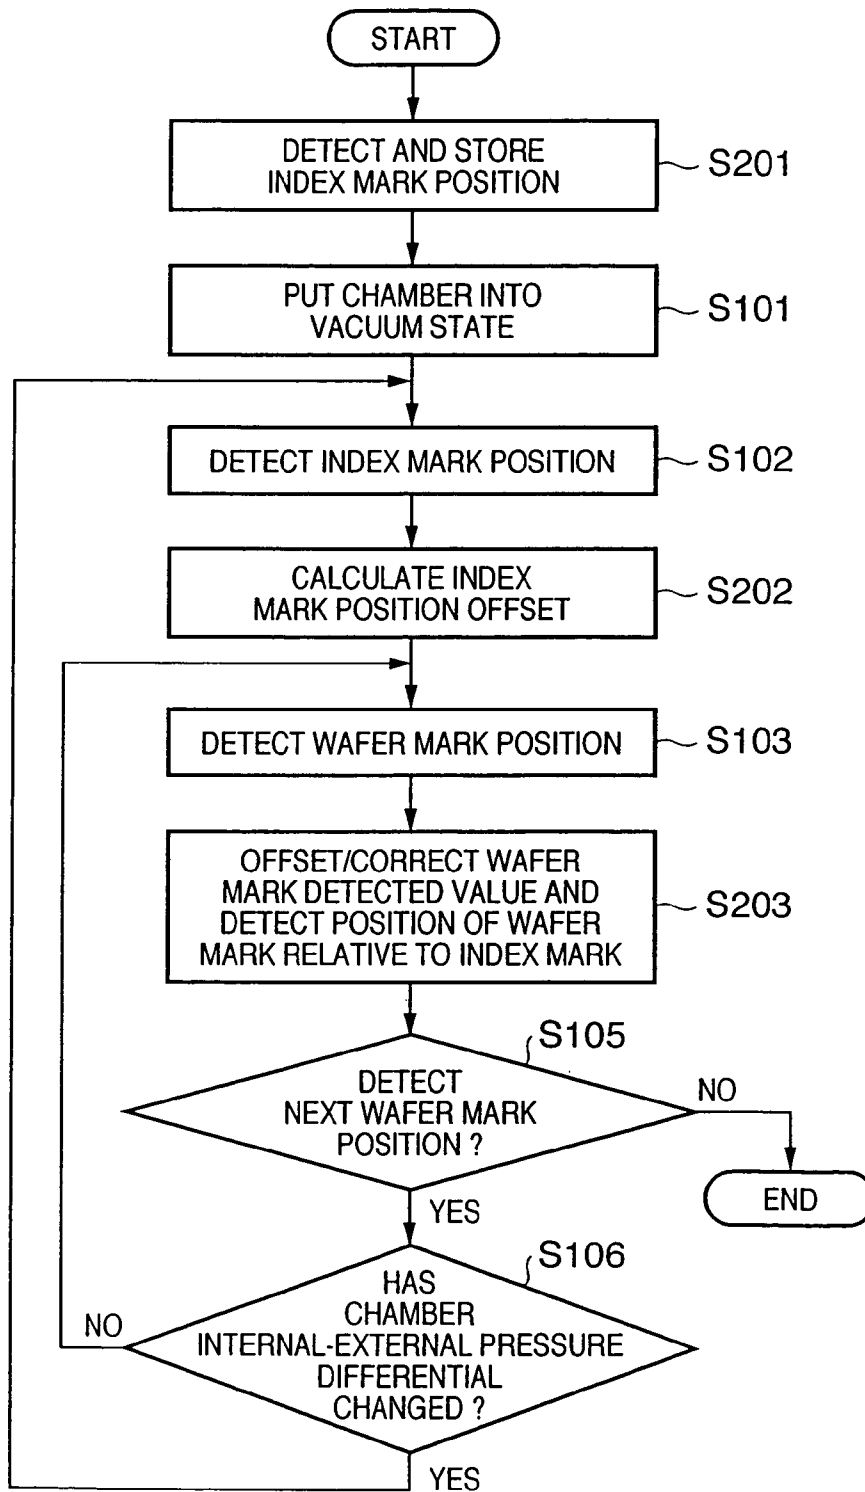 START
DETECT AND STORE
INDEX MARK POSITION
S201
PUT CHAMBER INTO
VACUUM STATE
S101
DETECT INDEX MARK POSITION
S102
CALCULATE INDEX
MARK POSITION OFFSET
S202
DETECT WAFER MARK POSITION
S103
OFFSET/CORRECT WAFER
MARK DETECTED VALUE AND
DETECT POSITION OF WAFER
MARK RELATIVE TO INDEX MARK
S203
S105
DETECT
NEXT WAFER MARK
POSITION ?
NO
END
YES
S106
HAS
CHAMBER
INTERNAL-EXTERNAL PRESSURE
DIFFERENTIAL
CHANGED ?
NO
YES